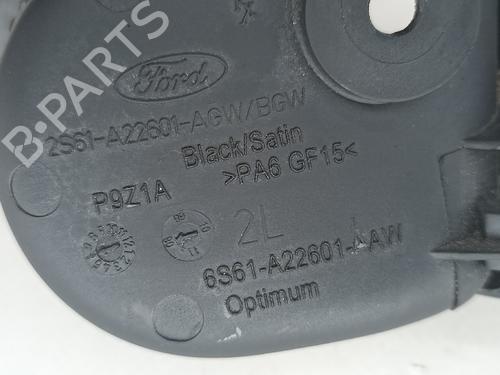 Ford
2S61-A22601-AGW/BGW
Black/Satin
>PA6 GF15<
P9Z1A
2L
6S61-A22601-AAW
Optimum
B-PARTS